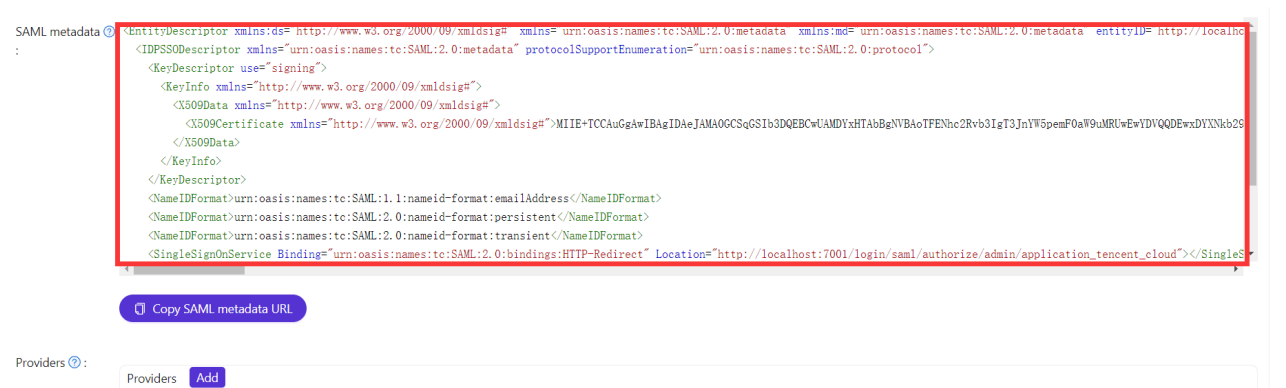 SAML metadata
:
<EntityDescriptor xmlns:ds="http://www.w3.org/2000/09/xmldsig#" xmlns="urn:oasis:names:tc:SAML:2.0:metadata" xmlns:md="urn:oasis:names:tc:SAML:2.0:metadata" entityID="http://localhc
<IDPSSODescriptor xmlns="urn:oasis:names:tc:SAML:2.0:metadata" protocolSupportEnumeration="urn:oasis:names:tc:SAML:2.0:protocol">
<KeyDescriptor use="signing">
<KeyInfo xmlns="http://www.w3.org/2000/09/xmldsig#">
<X509Data xmlns="http://www.w3.org/2000/09/xmldsig#">
<X509Certificate xmlns="http://www.w3.org/2000/09/xmldsig#">MIIE+TCCAuGgAwIBAgIDAeJAMA0GCSqGSIb3DQEBCwUAMDYxHTAbBgNVBAoTFENhc2Rvb3IgT3JnYW5pemF0aW9uMRUwEwYDVQQDEwxDYXNkb29
</X509Data>
</KeyInfo>
</KeyDescriptor>
<NameIDFormat>urn:oasis:names:tc:SAML:1.1:nameid-format:emailAddress</NameIDFormat>
<NameIDFormat>urn:oasis:names:tc:SAML:2.0:nameid-format:persistent</NameIDFormat>
<NameIDFormat>urn:oasis:names:tc:SAML:2.0:nameid-format:transient</NameIDFormat>
<SingleSignOnService Binding="urn:oasis:names:tc:SAML:2.0:bindings:HTTP-Redirect" Location="http://localhost:7001/login/saml/authorize/admin/application_tencent_cloud"></SingleS
Copy SAML metadata URL
Providers :
Providers Add